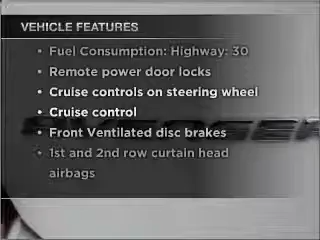 VEHICLE FEATURES
• Fuel Consumption: Highway: 30
• Remote power door locks
• Cruise controls on steering wheel
• Cruise control
• Front Ventilated disc brakes
• 1st and 2nd row curtain head
airbags